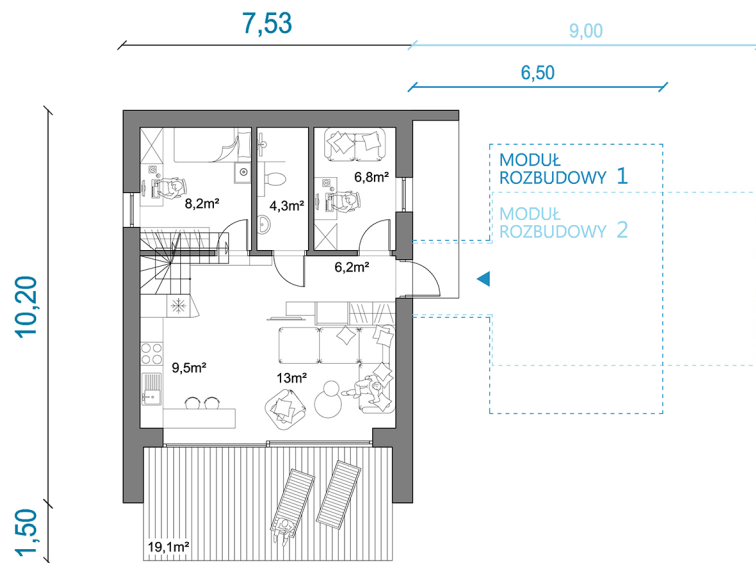 7,53
9,00
6,50
10,20
1,50
MODUŁ
ROZBUDOWY 1
MODUŁ
ROZBUDOWY 2
8,2m²
4,3m²
6,8m²
6,2m²
9,5m²
13m²
19,1m²